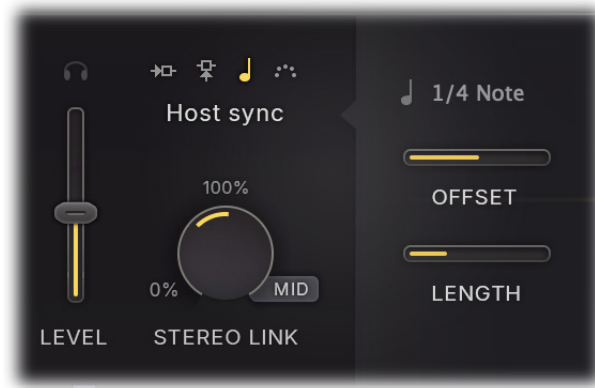 Host sync
1/4 Note
100%
OFFSET
0%
MID
LENGTH
LEVEL
STEREO LINK